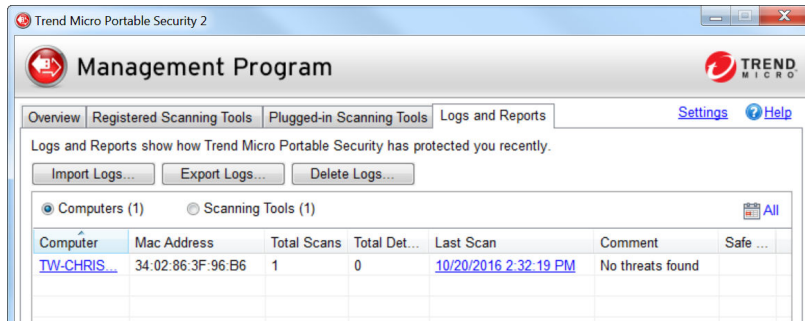 Trend Micro Portable Security 2
Management Program
TREND
MICRO
Overview Registered Scanning Tools Plugged-in Scanning Tools Logs and Reports Settings Help
Logs and Reports show how Trend Micro Portable Security has protected you recently.
Import Logs... Export Logs... Delete Logs...
Computers (1) Scanning Tools (1) All
Computer Mac Address Total Scans Total Det... Last Scan Comment Safe ...
TW-CHRIS... 34:02:86:3F:96:B6 1 0 10/20/2016 2:32:19 PM No threats found